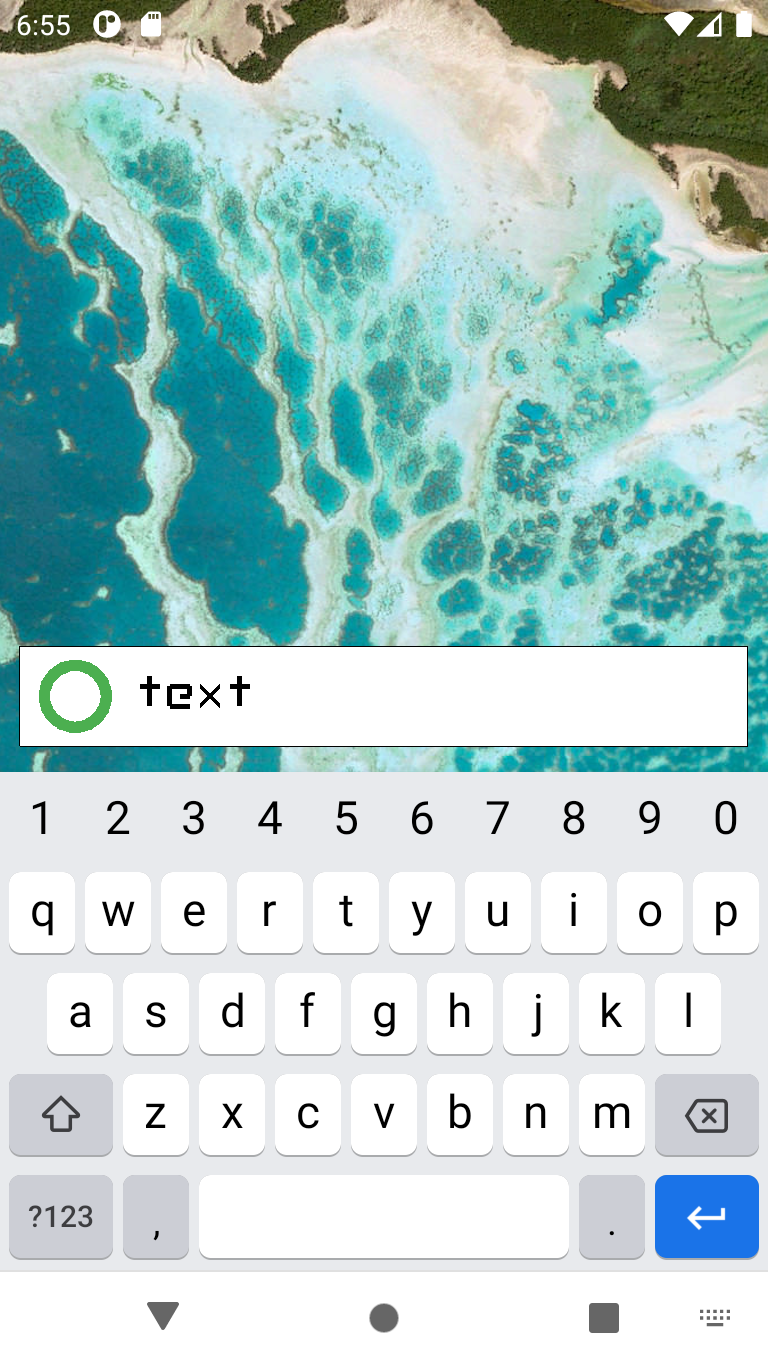 6:55
text
1 2 3 4 5 6 7 8 9 0
q w e r t y u i o p
a s d f g h j k l
z x c v b n m
?123 , .